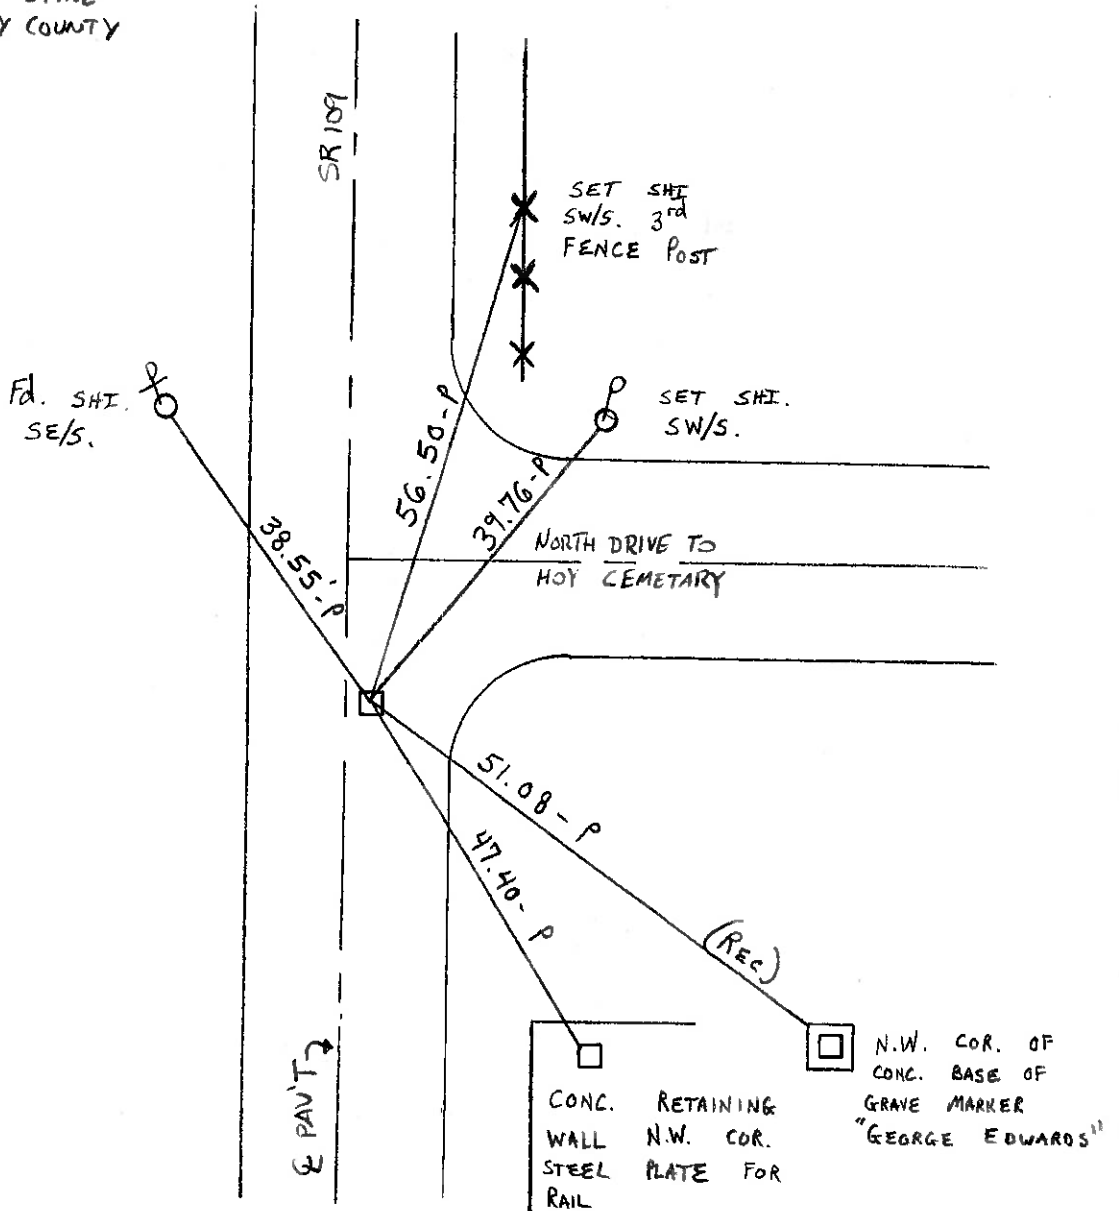 Y COUNTY
SR 109
SET SHI
SW/S. 3rd
FENCE POST
Fd. SHI.
SE/S.
SET SHI.
SW/S.
56.50-P
39.76-P
38.55'-P
NORTH DRIVE TO
HOY CEMETARY
51.08-P
47.40-P
(REC.)
℄ PAV'T
CONC. RETAINING
WALL N.W. COR.
STEEL PLATE FOR
RAIL
N.W. COR. OF
CONC. BASE OF
GRAVE MARKER
"GEORGE EDWARDS"